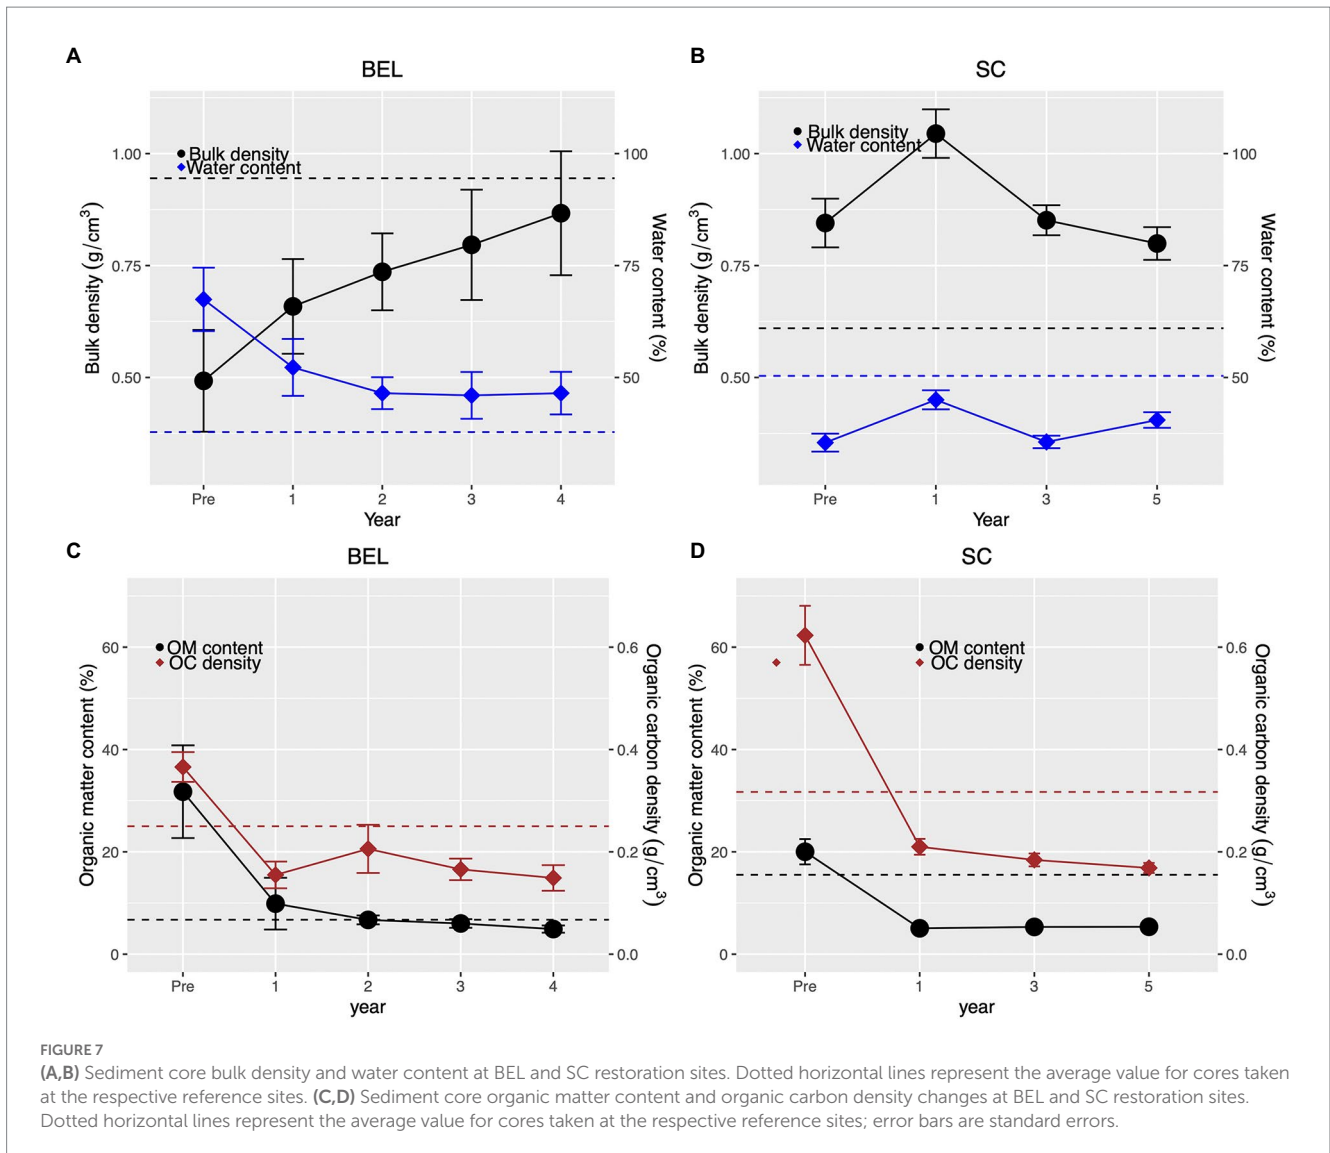 A
BEL
Bulk density
Water content
1.00
0.75
0.50
100
75
50
Bulk density (g/cm³)
Water content (%)
Pre 1 2 3 4
Year
B
SC
Bulk density
Water content
1.00
0.75
0.50
100
75
50
Bulk density (g/cm³)
Water content (%)
Pre 1 3 5
Year
C
BEL
OM content
OC density
60
40
20
0
0.6
0.4
0.2
0.0
Organic matter content (%)
Organic carbon density (g/cm³)
Pre 1 2 3 4
year
D
SC
OM content
OC density
60
40
20
0
0.6
0.4
0.2
0.0
Organic matter content (%)
Organic carbon density (g/cm³)
Pre 1 3 5
year
FIGURE 7
(A,B) Sediment core bulk density and water content at BEL and SC restoration sites. Dotted horizontal lines represent the average value for cores taken
at the respective reference sites. (C,D) Sediment core organic matter content and organic carbon density changes at BEL and SC restoration sites.
Dotted horizontal lines represent the average value for cores taken at the respective reference sites; error bars are standard errors.